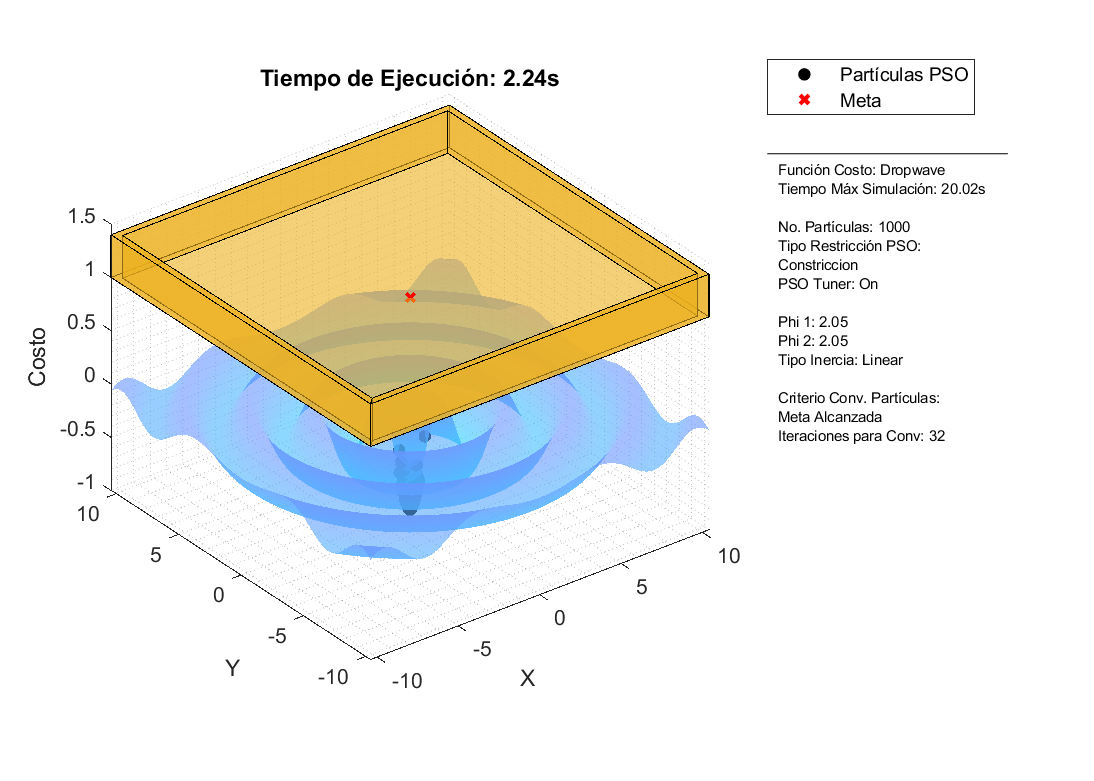 Tiempo de Ejecución: 2.24s
Partículas PSO
Meta
Función Costo: Dropwave
Tiempo Máx Simulación: 20.02s
No. Partículas: 1000
Tipo Restricción PSO:
Constriccion
PSO Tuner: On
Phi 1: 2.05
Phi 2: 2.05
Tipo Inercia: Linear
Criterio Conv. Partículas:
Meta Alcanzada
Iteraciones para Conv: 32
Costo
1.5
1
0.5
0
-0.5
-1
10
5
0
-5
-10
Y
-10
-5
0
5
10
X